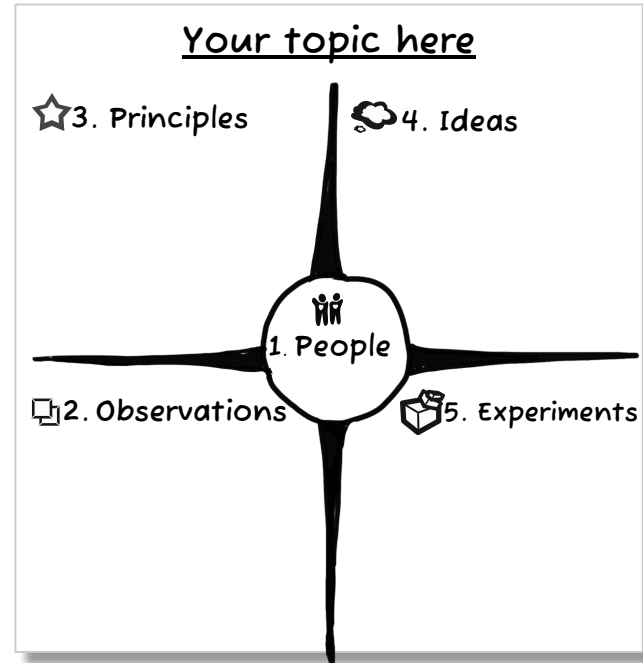 Your topic here
3. Principles
4. Ideas
1. People
2. Observations
5. Experiments